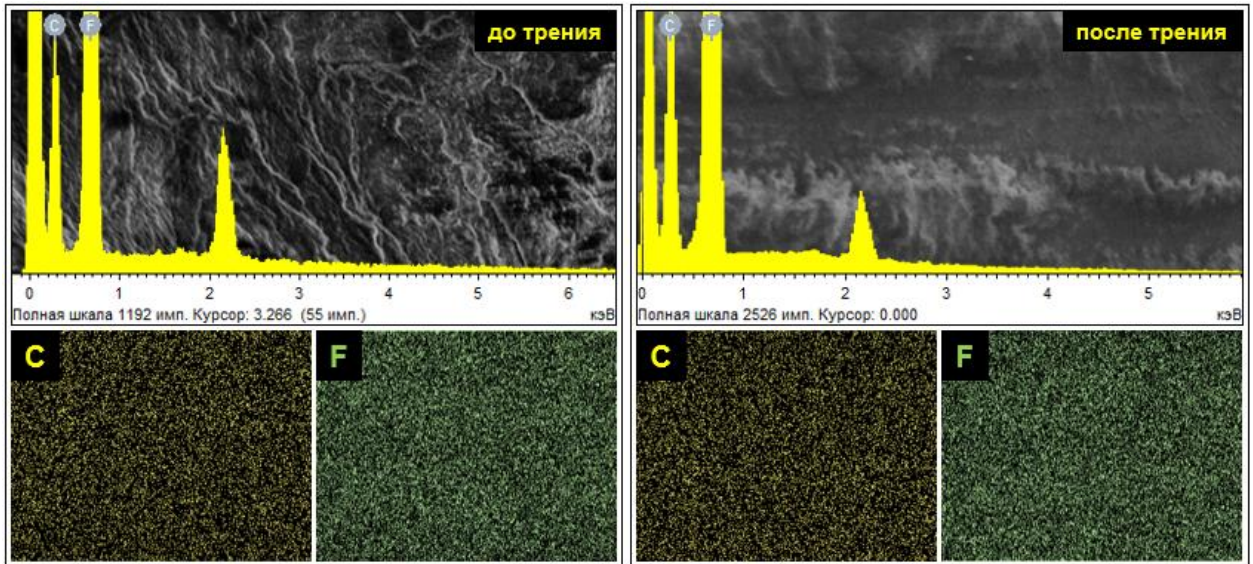 C F до трения
0 1 2 3 4 5 6
Полная шкала 1192 имп. Курсор: 3.266 (55 имп.) кэВ
C F
C F после трения
0 1 2 3 4 5
Полная шкала 2526 имп. Курсор: 0.000 кэВ
C F